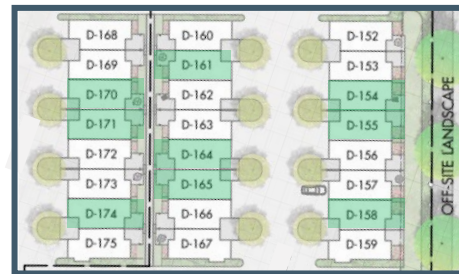 D-168
D-169
D-170
D-171
D-172
D-173
D-174
D-175
D-160
D-161
D-162
D-163
D-164
D-165
D-166
D-167
D-152
D-153
D-154
D-155
D-156
D-157
D-158
D-159
OFF-SITE LANDSCAPE